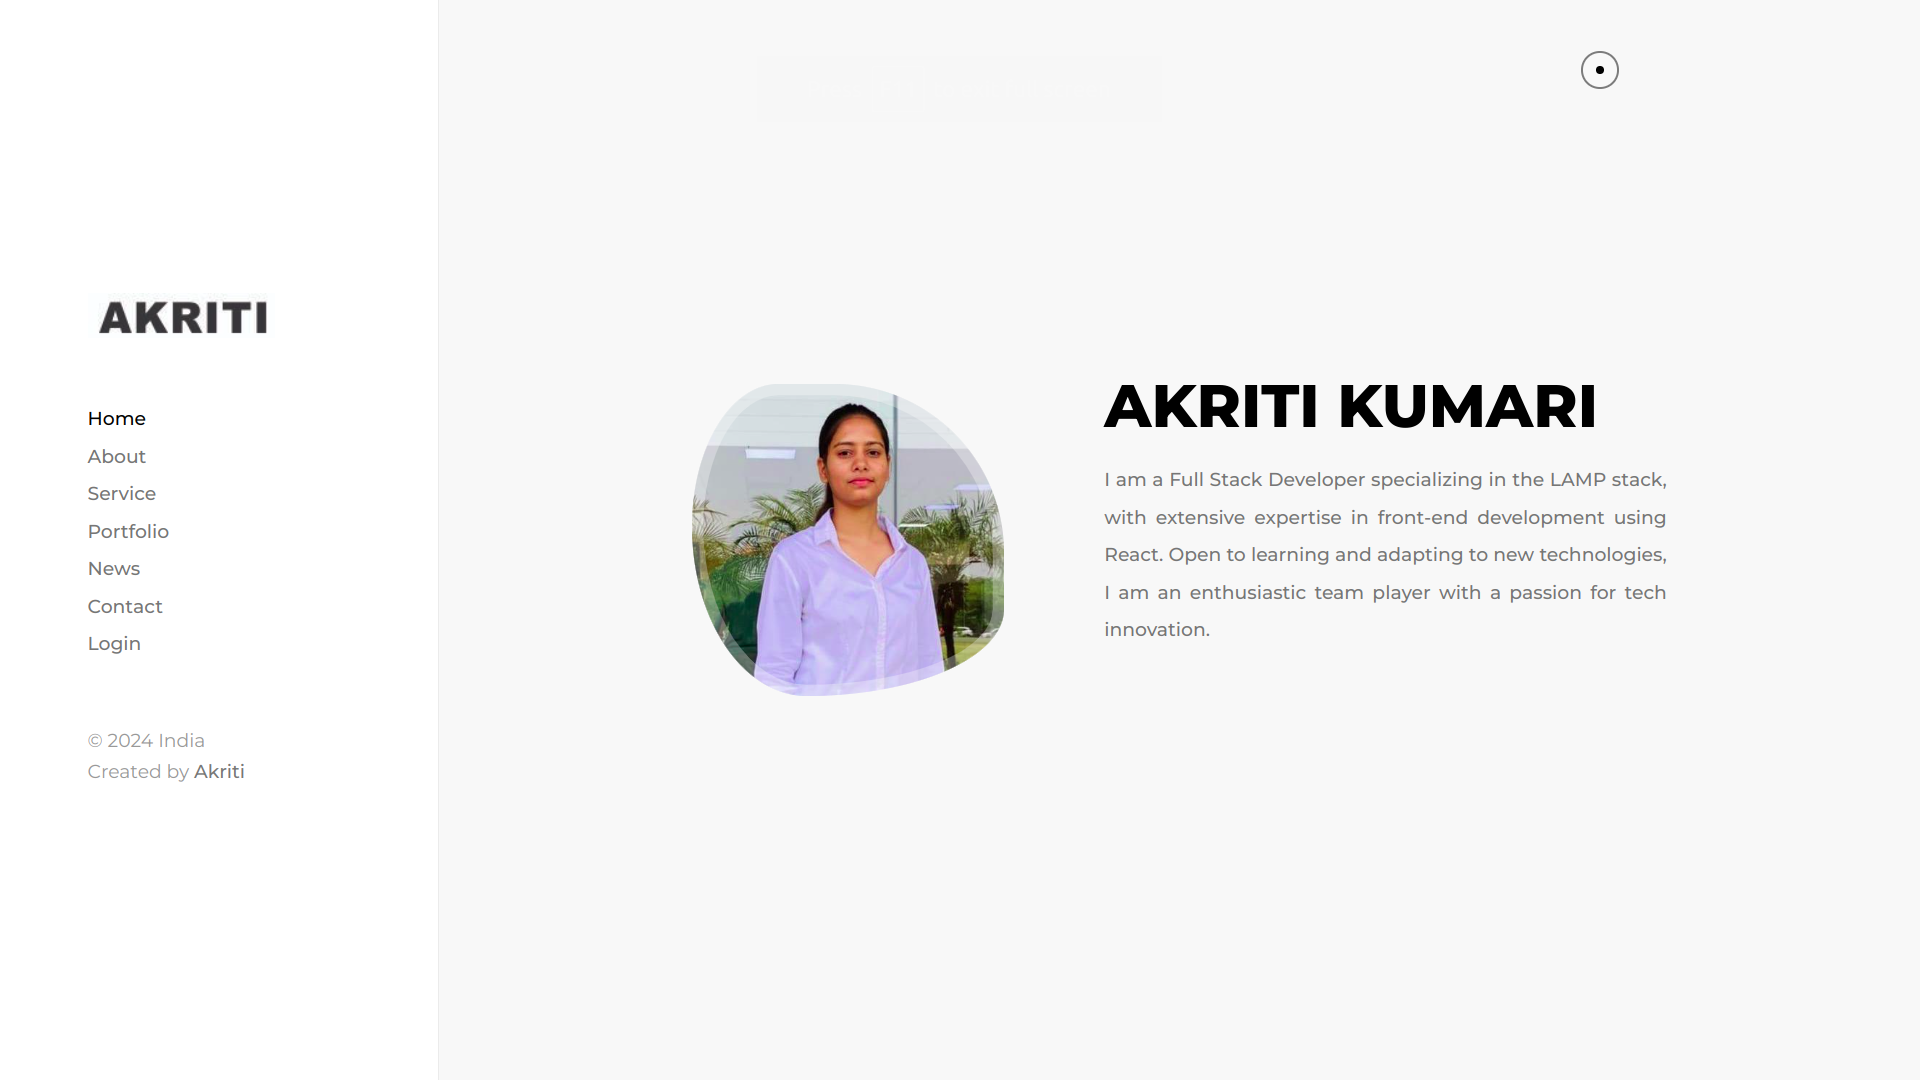 AKRITI
Home
About
Service
Portfolio
News
Contact
Login
© 2024 India
Created by Akriti
AKRITI KUMARI
I am a Full Stack Developer specializing in the LAMP stack,
with extensive expertise in front-end development using
React. Open to learning and adapting to new technologies,
I am an enthusiastic team player with a passion for tech
innovation.